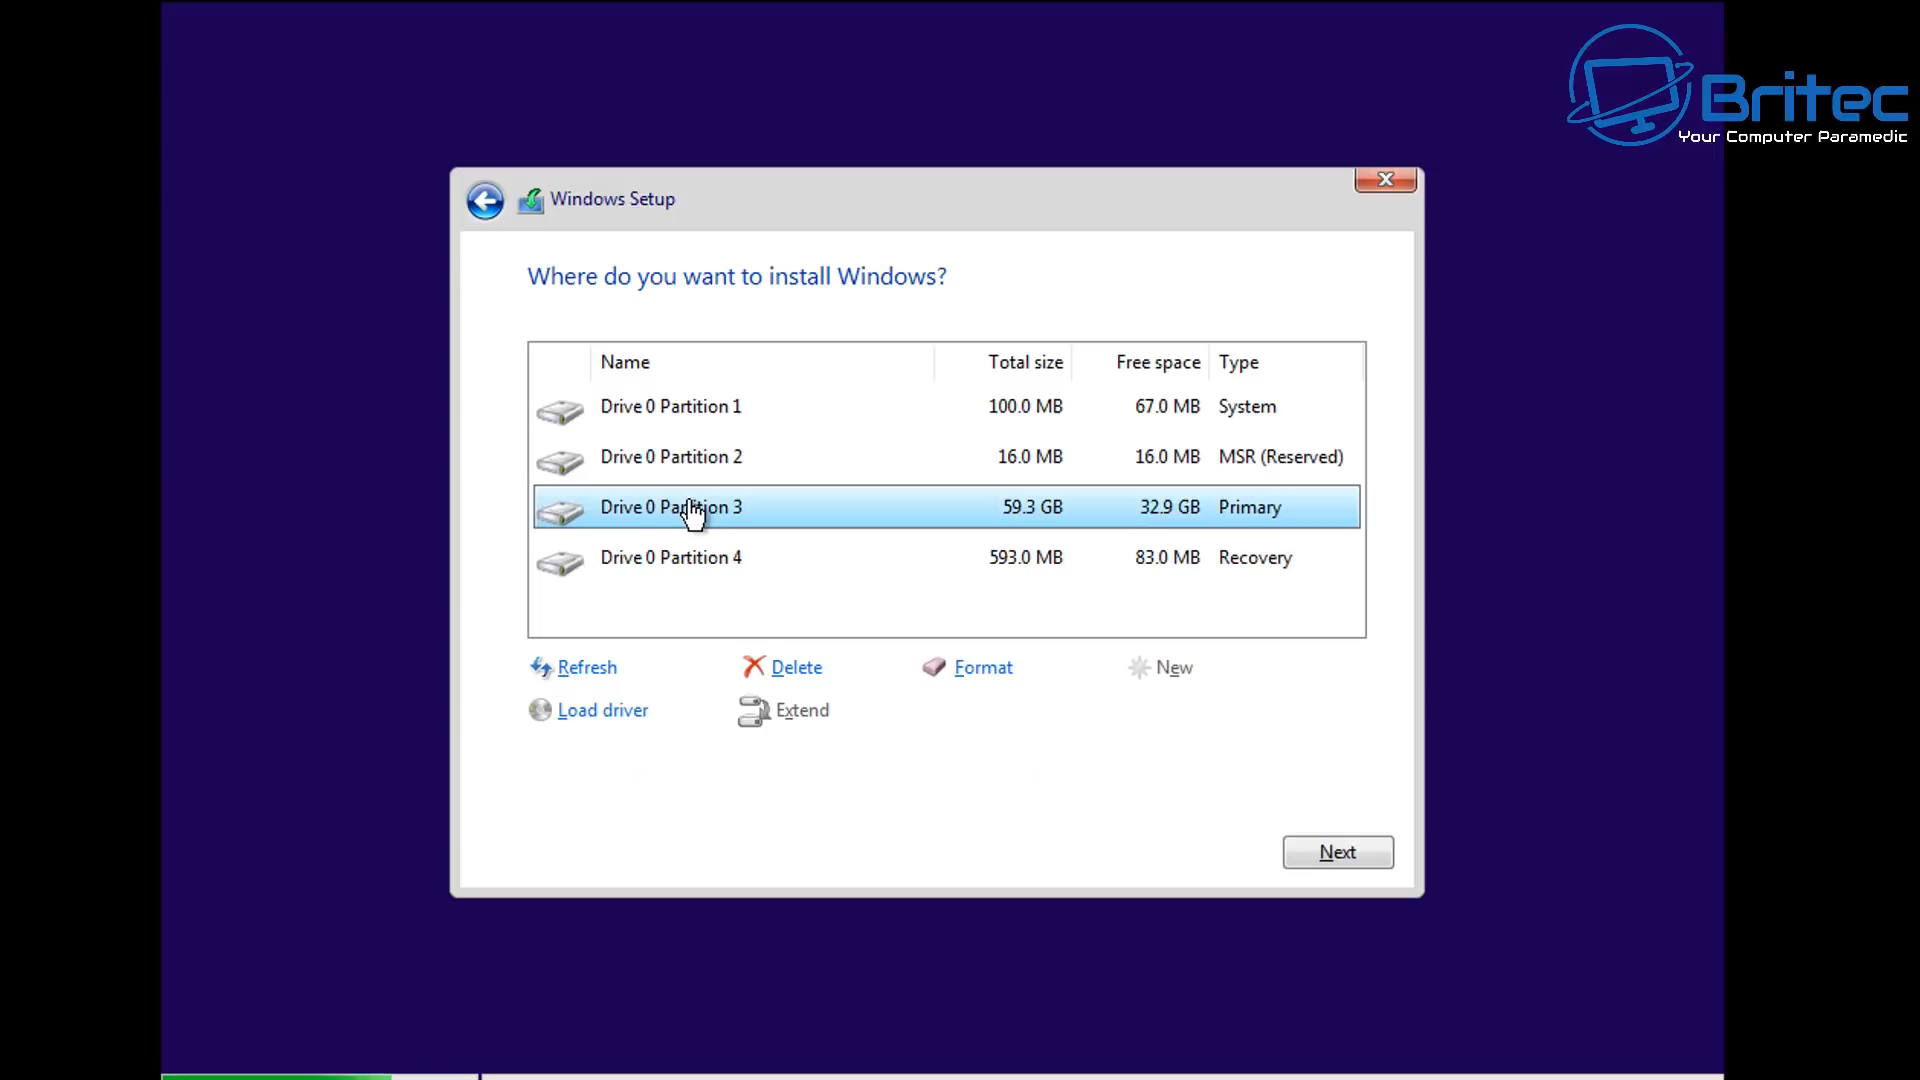 Britec
Your Computer Paramedic
Windows Setup
Where do you want to install Windows?
Name Total size Free space Type
Drive 0 Partition 1 100.0 MB 67.0 MB System
Drive 0 Partition 2 16.0 MB 16.0 MB MSR (Reserved)
Drive 0 Partition 3 59.3 GB 32.9 GB Primary
Drive 0 Partition 4 593.0 MB 83.0 MB Recovery
Refresh Delete Format New
Load driver Extend
Next